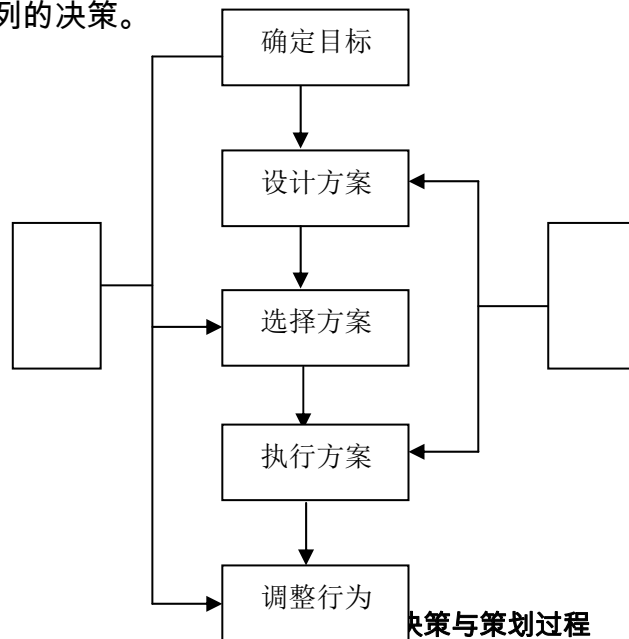 列的决策。
确定目标
设计方案
选择方案
执行方案
调整行为
决策与策划过程